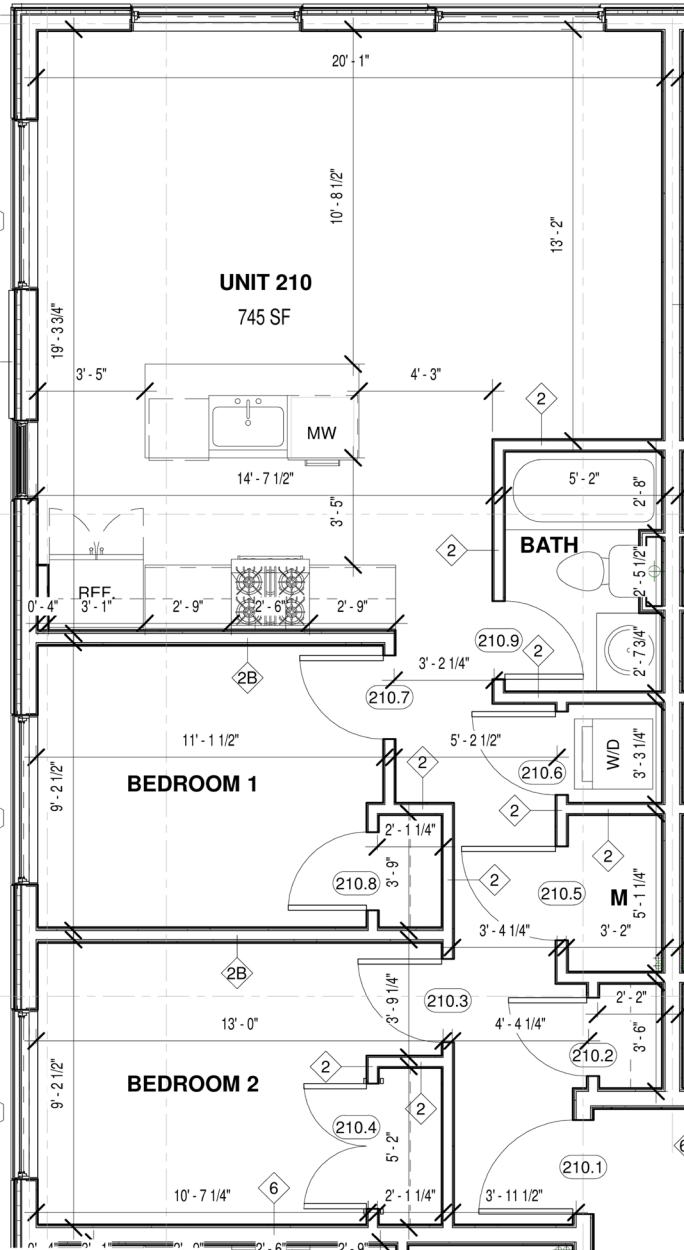 20' - 1"
10' - 8 1/2"
13' - 2"
UNIT 210
745 SF
19' - 3 3/4"
3' - 5"
4' - 3"
2
MW
14' - 7 1/2"
5' - 2"
2' - 8"
3' - 5"
2
BATH
2' - 5 1/2"
REF.
0' - 4"
3' - 1"
2' - 9"
2' - 6"
2' - 9"
210.9
2
2' - 7 3/4"
3' - 2 1/4"
2B
210.7
11' - 1 1/2"
5' - 2 1/2"
W/D
3' - 3 1/4"
2
210.6
BEDROOM 1
9' - 2 1/2"
2
2' - 1 1/4"
2
3' - 9"
210.8
2
210.5
M
5' - 1 1/4"
3' - 4 1/4"
3' - 2"
2B
3' - 9 1/4"
210.3
2' - 2"
13' - 0"
4' - 4 1/4"
3' - 6"
210.2
2
BEDROOM 2
9' - 2 1/2"
2
210.4
5' - 2"
210.1
6
10' - 7 1/4"
2' - 1 1/4"
3' - 11 1/2"